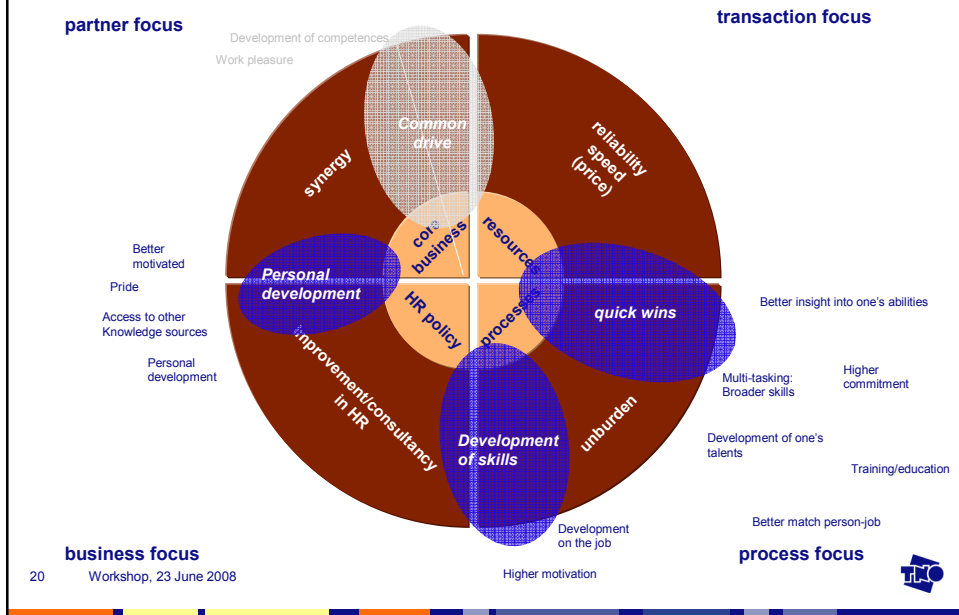 partner focus
transaction focus
Development of competences
Work pleasure
Common
drive
synergy
reliability
speed
(price)
core
business
resources
Better
motivated
Pride
Access to other
Knowledge sources
Personal
development
Personal
development
HR policy
processes
quick wins
Better insight into one's abilities
Multi-tasking:
Broader skills
Higher
commitment
Development of one's
talents
Training/education
Better match person-job
improvement/consultancy
in HR
Development
of skills
unburden
Development
on the job
Higher motivation
business focus
process focus
20 Workshop, 23 June 2008
TNO